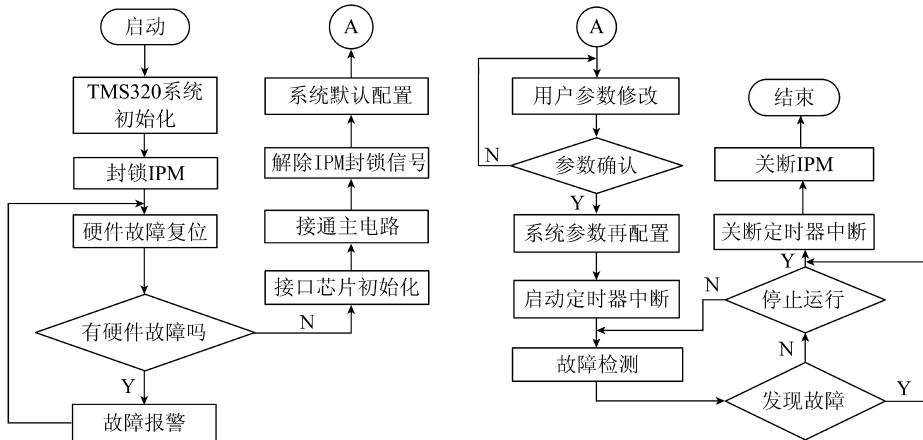 启动
TMS320系统
初始化
封锁IPM
硬件故障复位
有硬件故障吗
N
Y
故障报警
A
系统默认配置
解除IPM封锁信号
接通主电路
接口芯片初始化
A
用户参数修改
N
参数确认
Y
系统参数再配置
启动定时器中断
故障检测
结束
关断IPM
关断定时器中断
Y
N
停止运行
N
发现故障
Y